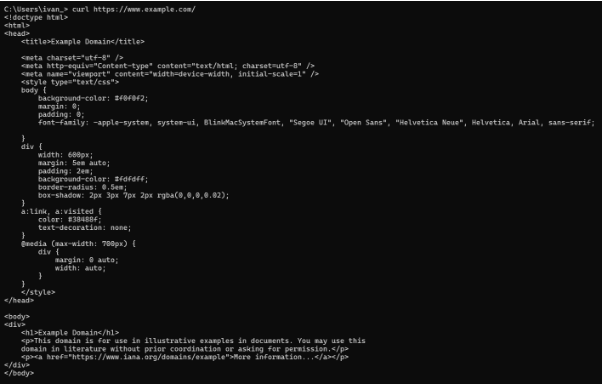 C:\Users\ivan_> curl https://www.example.com/
<!doctype html>
<html>
<head>
    <title>Example Domain</title>

    <meta charset="utf-8" />
    <meta http-equiv="Content-type" content="text/html; charset=utf-8" />
    <meta name="viewport" content="width=device-width, initial-scale=1" />
    <style type="text/css">
    body {
        background-color: #f0f0f2;
        margin: 0;
        padding: 0;
        font-family: -apple-system, system-ui, BlinkMacSystemFont, "Segoe UI", "Open Sans", "Helvetica Neue", Helvetica, Arial, sans-serif;

    }
    div {
        width: 600px;
        margin: 5em auto;
        padding: 2em;
        background-color: #fdfdff;
        border-radius: 0.5em;
        box-shadow: 2px 3px 7px 2px rgba(0,0,0,0.02);
    }
    a:link, a:visited {
        color: #38488f;
        text-decoration: none;
    }
    @media (max-width: 700px) {
        div {
            margin: 0 auto;
            width: auto;
        }
    }
    </style>
</head>

<body>
<div>
    <h1>Example Domain</h1>
    <p>This domain is for use in illustrative examples in documents. You may use this
    domain in literature without prior coordination or asking for permission.</p>
    <p><a href="https://www.iana.org/domains/example">More information...</a></p>
</div>
</body>